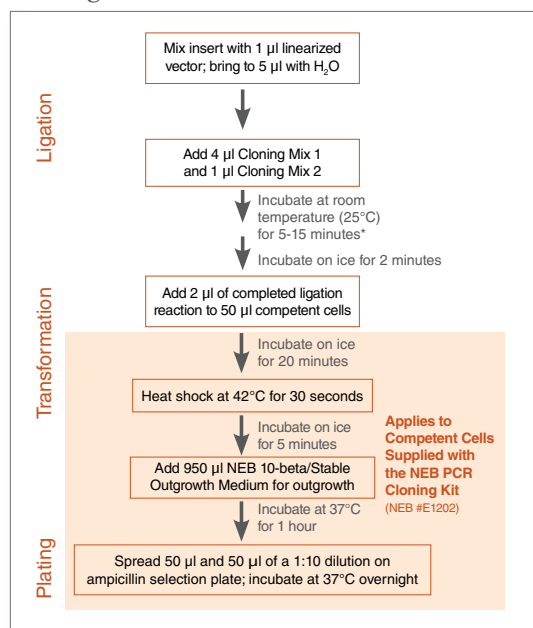 Ligation
Mix insert with 1 µl linearized
vector; bring to 5 µl with H₂O
Add 4 µl Cloning Mix 1
and 1 µl Cloning Mix 2
Incubate at room
temperature (25°C)
for 5-15 minutes*
Incubate on ice for 2 minutes
Transformation
Add 2 µl of completed ligation
reaction to 50 µl competent cells
Incubate on ice
for 20 minutes
Heat shock at 42°C for 30 seconds
Incubate on ice
for 5 minutes
Add 950 µl NEB 10-beta/Stable
Outgrowth Medium for outgrowth
Applies to
Competent Cells
Supplied with
the NEB PCR
Cloning Kit
(NEB #E1202)
Incubate at 37°C
for 1 hour
Plating
Spread 50 µl and 50 µl of a 1:10 dilution on
ampicillin selection plate; incubate at 37°C overnight